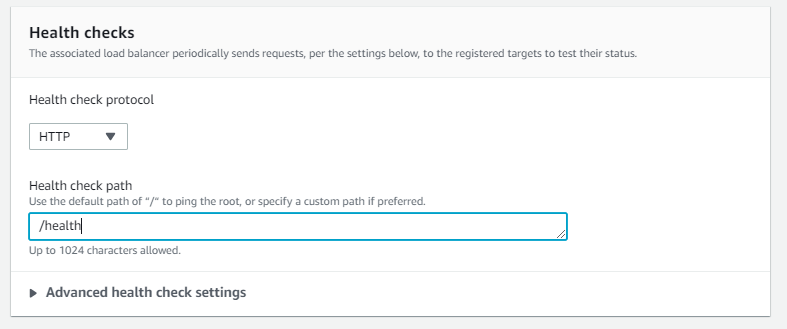 Health checks
The associated load balancer periodically sends requests, per the settings below, to the registered targets to test their status.
Health check protocol
HTTP
Health check path
Use the default path of "/" to ping the root, or specify a custom path if preferred.
/health
Up to 1024 characters allowed.
Advanced health check settings